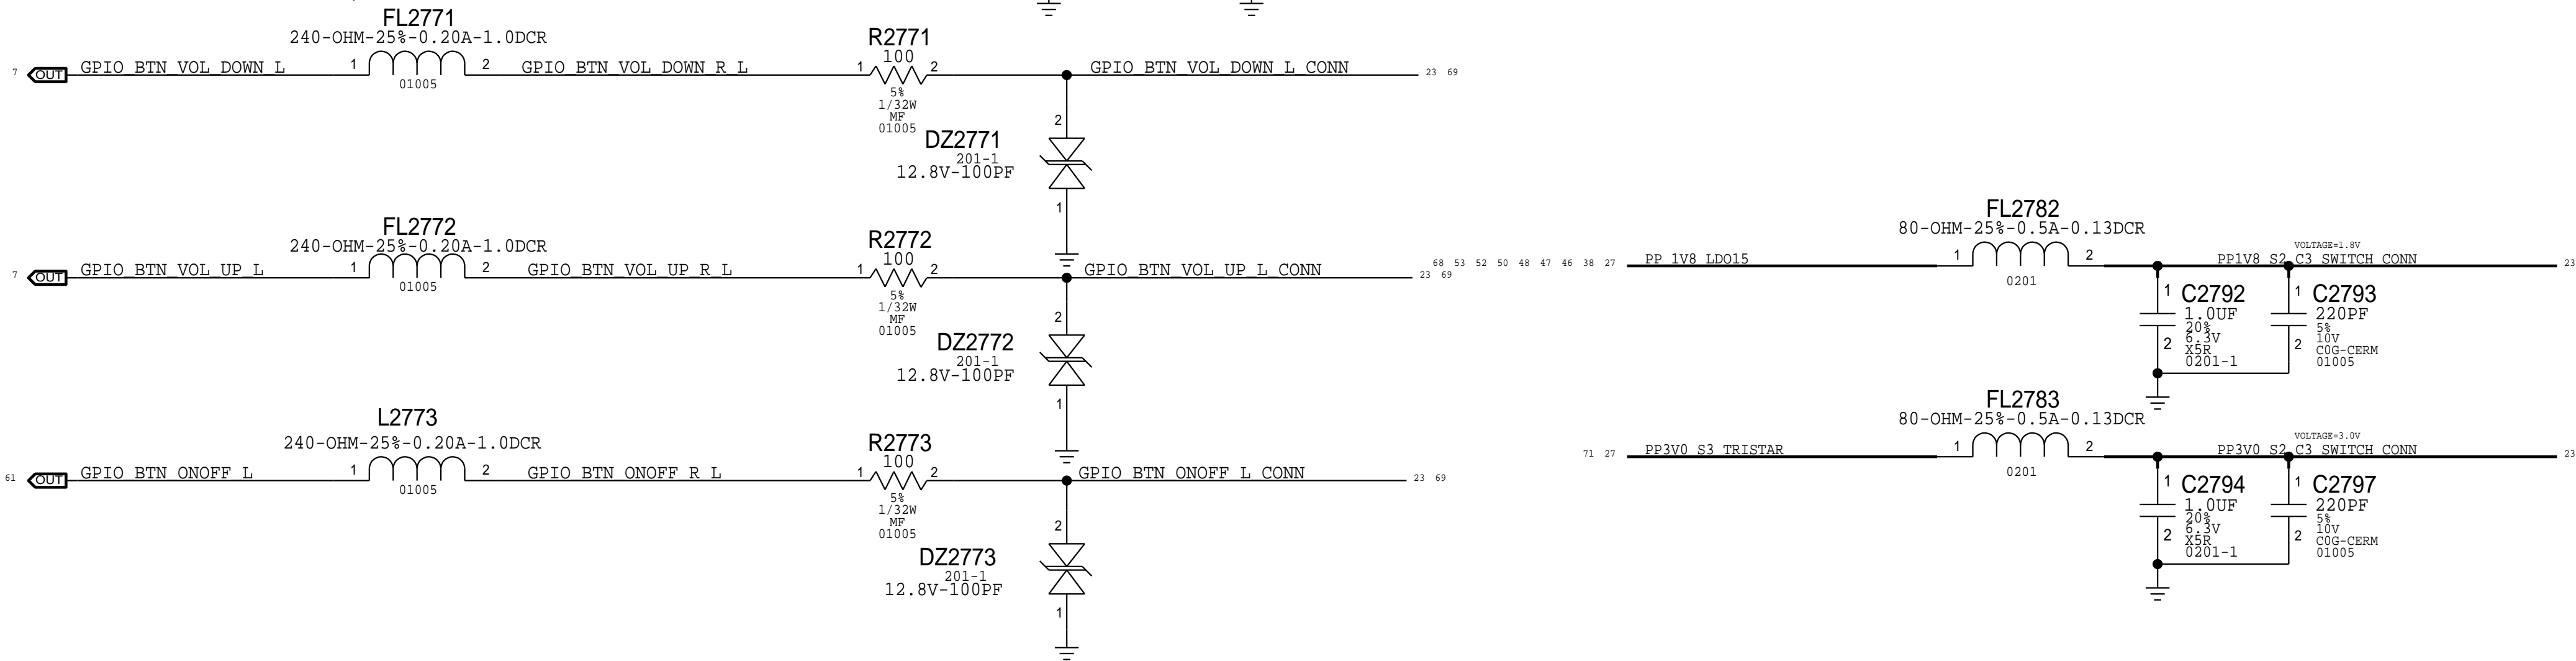 FL2771
240-OHM-25%-0.20A-1.0DCR
7 OUT GPIO_BTN_VOL_DOWN_L 1 2 GPIO_BTN_VOL_DOWN_R_L
01005
R2771
100
1 2
5%
1/32W
MF
01005
GPIO_BTN_VOL_DOWN_L_CONN 23 69
2
DZ2771
201-1
12.8V-100PF
1
FL2772
240-OHM-25%-0.20A-1.0DCR
7 OUT GPIO_BTN_VOL_UP_L 1 2 GPIO_BTN_VOL_UP_R_L
01005
R2772
100
1 2
5%
1/32W
MF
01005
GPIO_BTN_VOL_UP_L_CONN 23 69
2
DZ2772
201-1
12.8V-100PF
1
L2773
240-OHM-25%-0.20A-1.0DCR
61 OUT GPIO_BTN_ONOFF_L 1 2 GPIO_BTN_ONOFF_R_L
01005
R2773
100
1 2
5%
1/32W
MF
01005
GPIO_BTN_ONOFF_L_CONN 23 69
2
DZ2773
201-1
12.8V-100PF
1
FL2782
80-OHM-25%-0.5A-0.13DCR
68 53 52 50 48 47 46 38 27 PP_1V8_LDO15 1 2
0201
VOLTAGE=1.8V
PP1V8_S2_C3_SWITCH_CONN 23
1 C2792
1.0UF
20%
6.3V
2 X5R
0201-1
1 C2793
220PF
5%
10V
2 C0G-CERM
01005
FL2783
80-OHM-25%-0.5A-0.13DCR
71 27 PP3V0_S3_TRISTAR 1 2
0201
VOLTAGE=3.0V
PP3V0_S2_C3_SWITCH_CONN 23
1 C2794
1.0UF
20%
6.3V
2 X5R
0201-1
1 C2797
220PF
5%
10V
2 C0G-CERM
01005